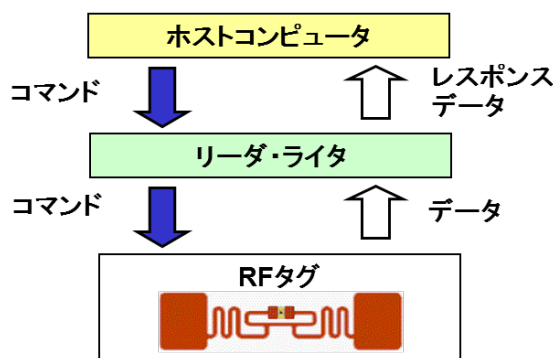 ホストコンピュータ
コマンド
レスポンス
データ
リーダ・ライタ
コマンド
データ
RFタグ